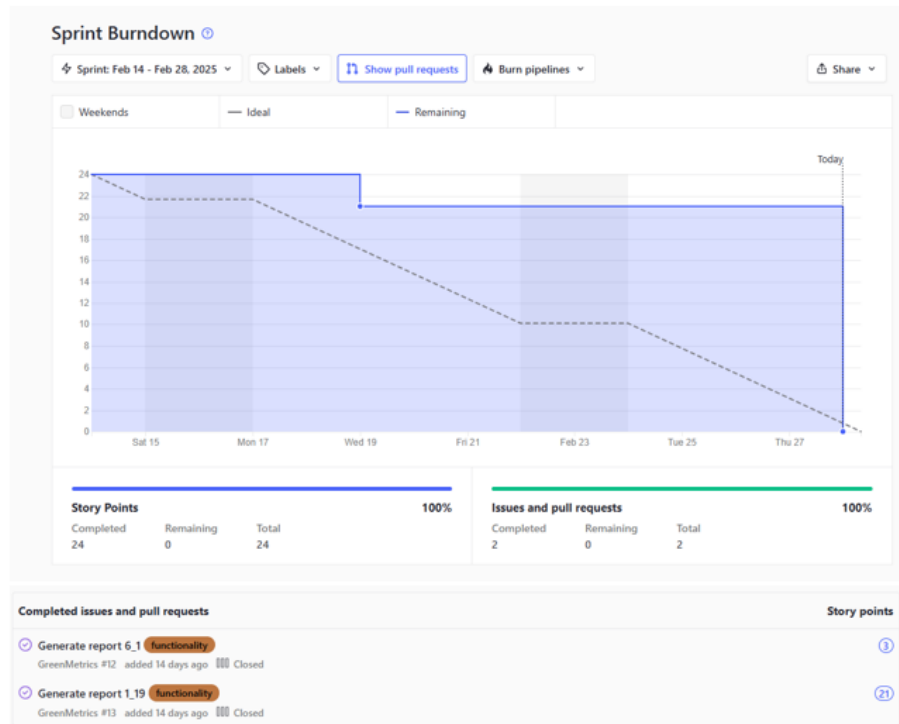 Sprint Burndown
Sprint: Feb 14 - Feb 28, 2025 Labels Show pull requests Burn pipelines Share
Weekends Ideal Remaining
Today
24
22
20
18
16
14
12
10
8
6
4
2
0
Sat 15 Mon 17 Wed 19 Fri 21 Feb 23 Tue 25 Thu 27
Story Points 100% Issues and pull requests 100%
Completed Remaining Total Completed Remaining Total
24 0 24 2 0 2
Completed issues and pull requests Story points
Generate report 6_1 functionality 3
GreenMetrics #12 added 14 days ago Closed
Generate report 1_19 functionality 21
GreenMetrics #13 added 14 days ago Closed